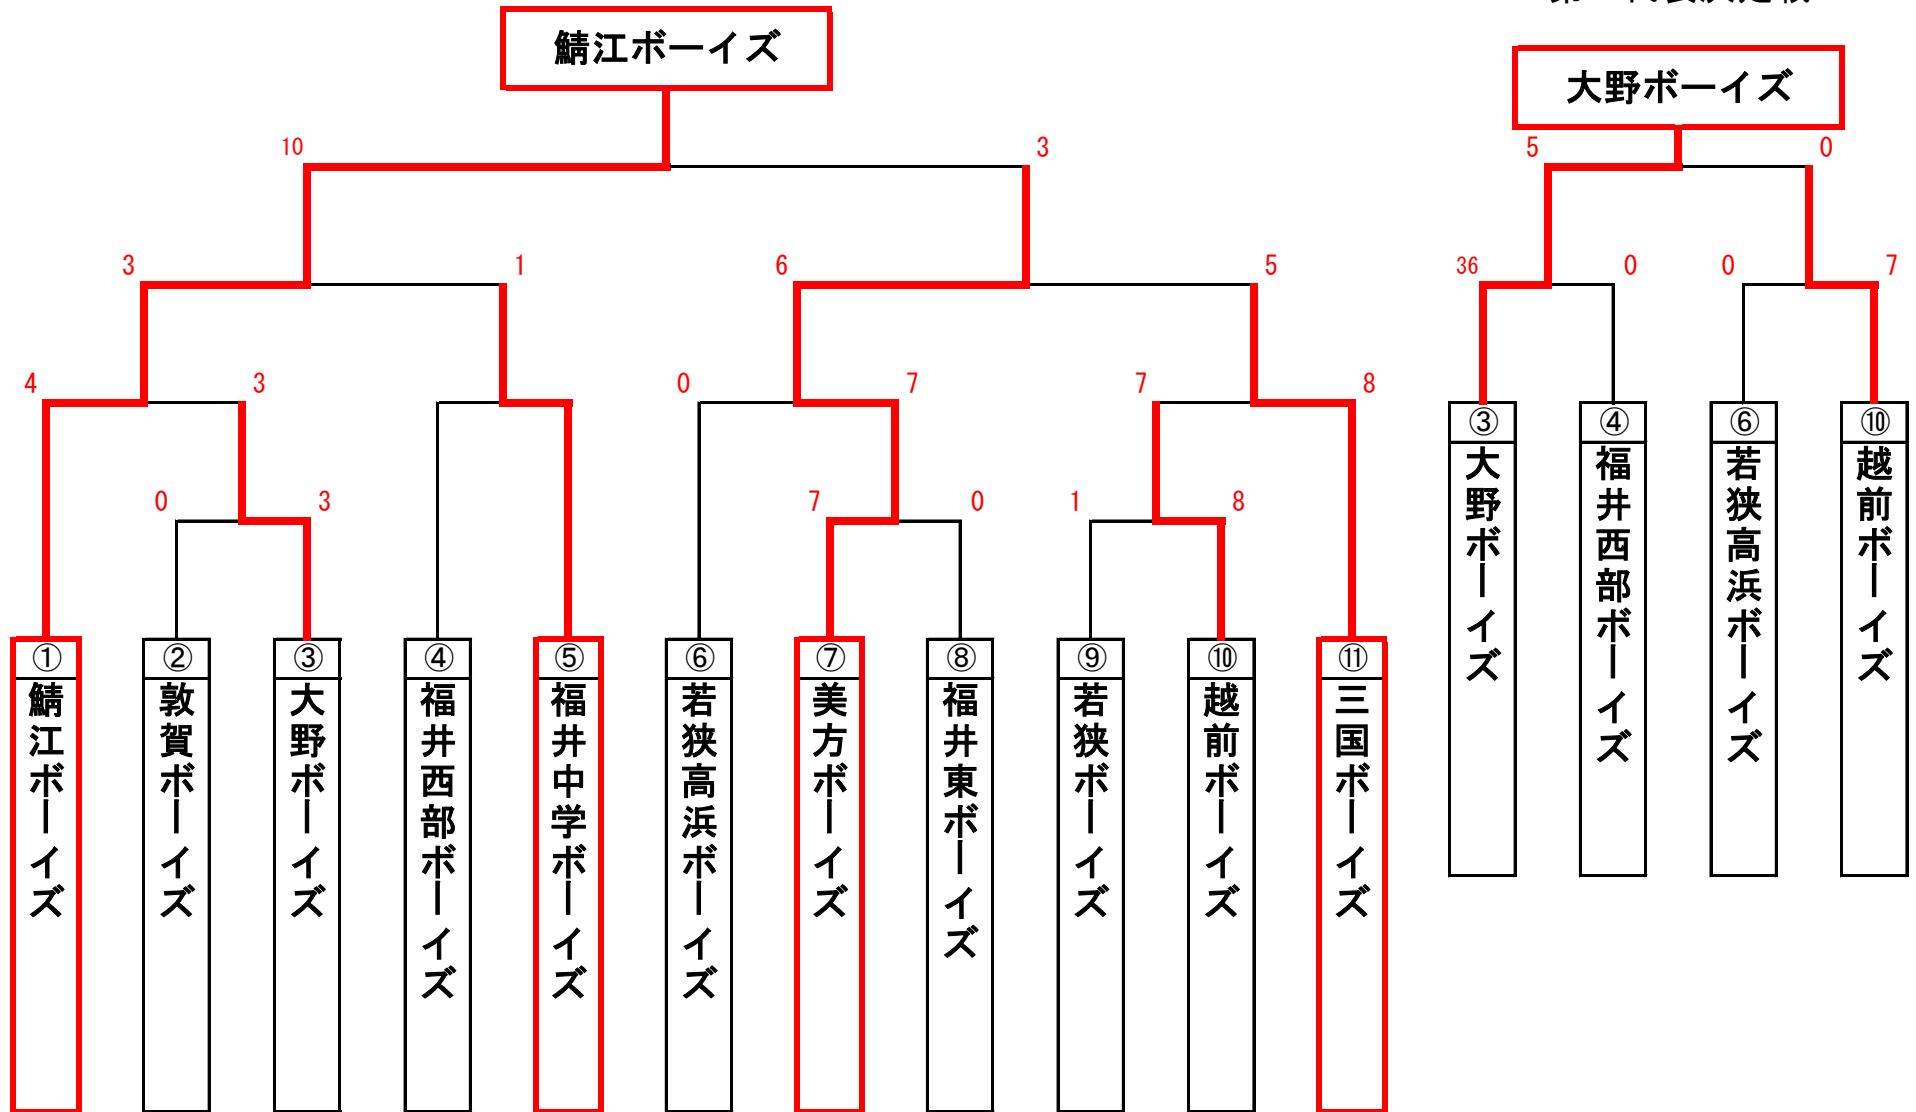 鯖江ボーイズ
大野ボーイズ
10
3
5
0
3
1
6
5
36
0
0
7
4
3
0
7
7
8
0
3
7
0
1
8
①
鯖江ボーイズ
②
敦賀ボーイズ
③
大野ボーイズ
④
福井西部ボーイズ
⑤
福井中学ボーイズ
⑥
若狭高浜ボーイズ
⑦
美方ボーイズ
⑧
福井東ボーイズ
⑨
若狭ボーイズ
⑩
越前ボーイズ
⑪
三国ボーイズ
③
大野ボーイズ
④
福井西部ボーイズ
⑥
若狭高浜ボーイズ
⑩
越前ボーイズ